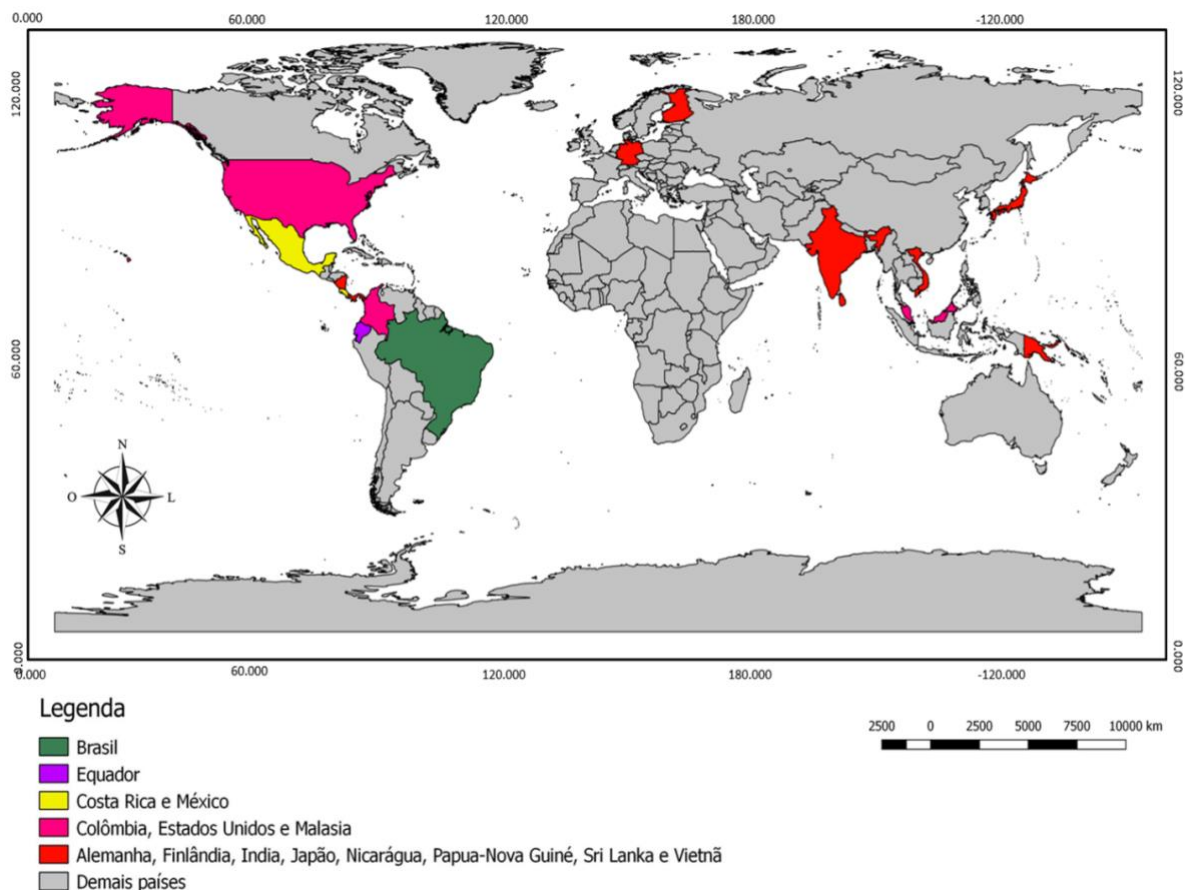 0.000 60.000 120.000 180.000 -120.000
120.000 120.000
60.000 60.000
N
O L
S
0.000 0.000
0.000 60.000 120.000 180.000 -120.000
Legenda
2500 0 2500 5000 7500 10000 km
Brasil
Equador
Costa Rica e México
Colômbia, Estados Unidos e Malasia
Alemanha, Finlândia, India, Japão, Nicarágua, Papua-Nova Guiné, Sri Lanka e Vietnã
Demais países